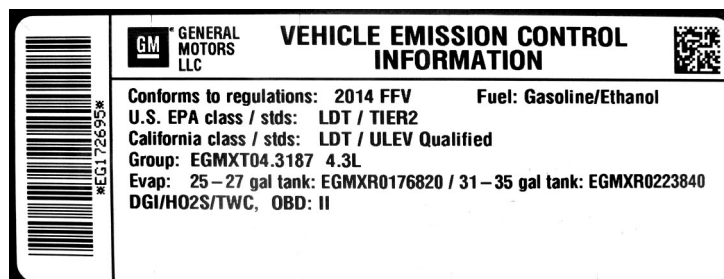 *EG172695*
GM
GENERAL
MOTORS
LLC
VEHICLE EMISSION CONTROL
INFORMATION
Conforms to regulations: 2014 FFV Fuel: Gasoline/Ethanol
U.S. EPA class / stds: LDT / TIER2
California class / stds: LDT / ULEV Qualified
Group: EGMXT04.3187 4.3L
Evap: 25-27 gal tank: EGMXR0176820 / 31-35 gal tank: EGMXR0223840
DGI/HO2S/TWC, OBD: II